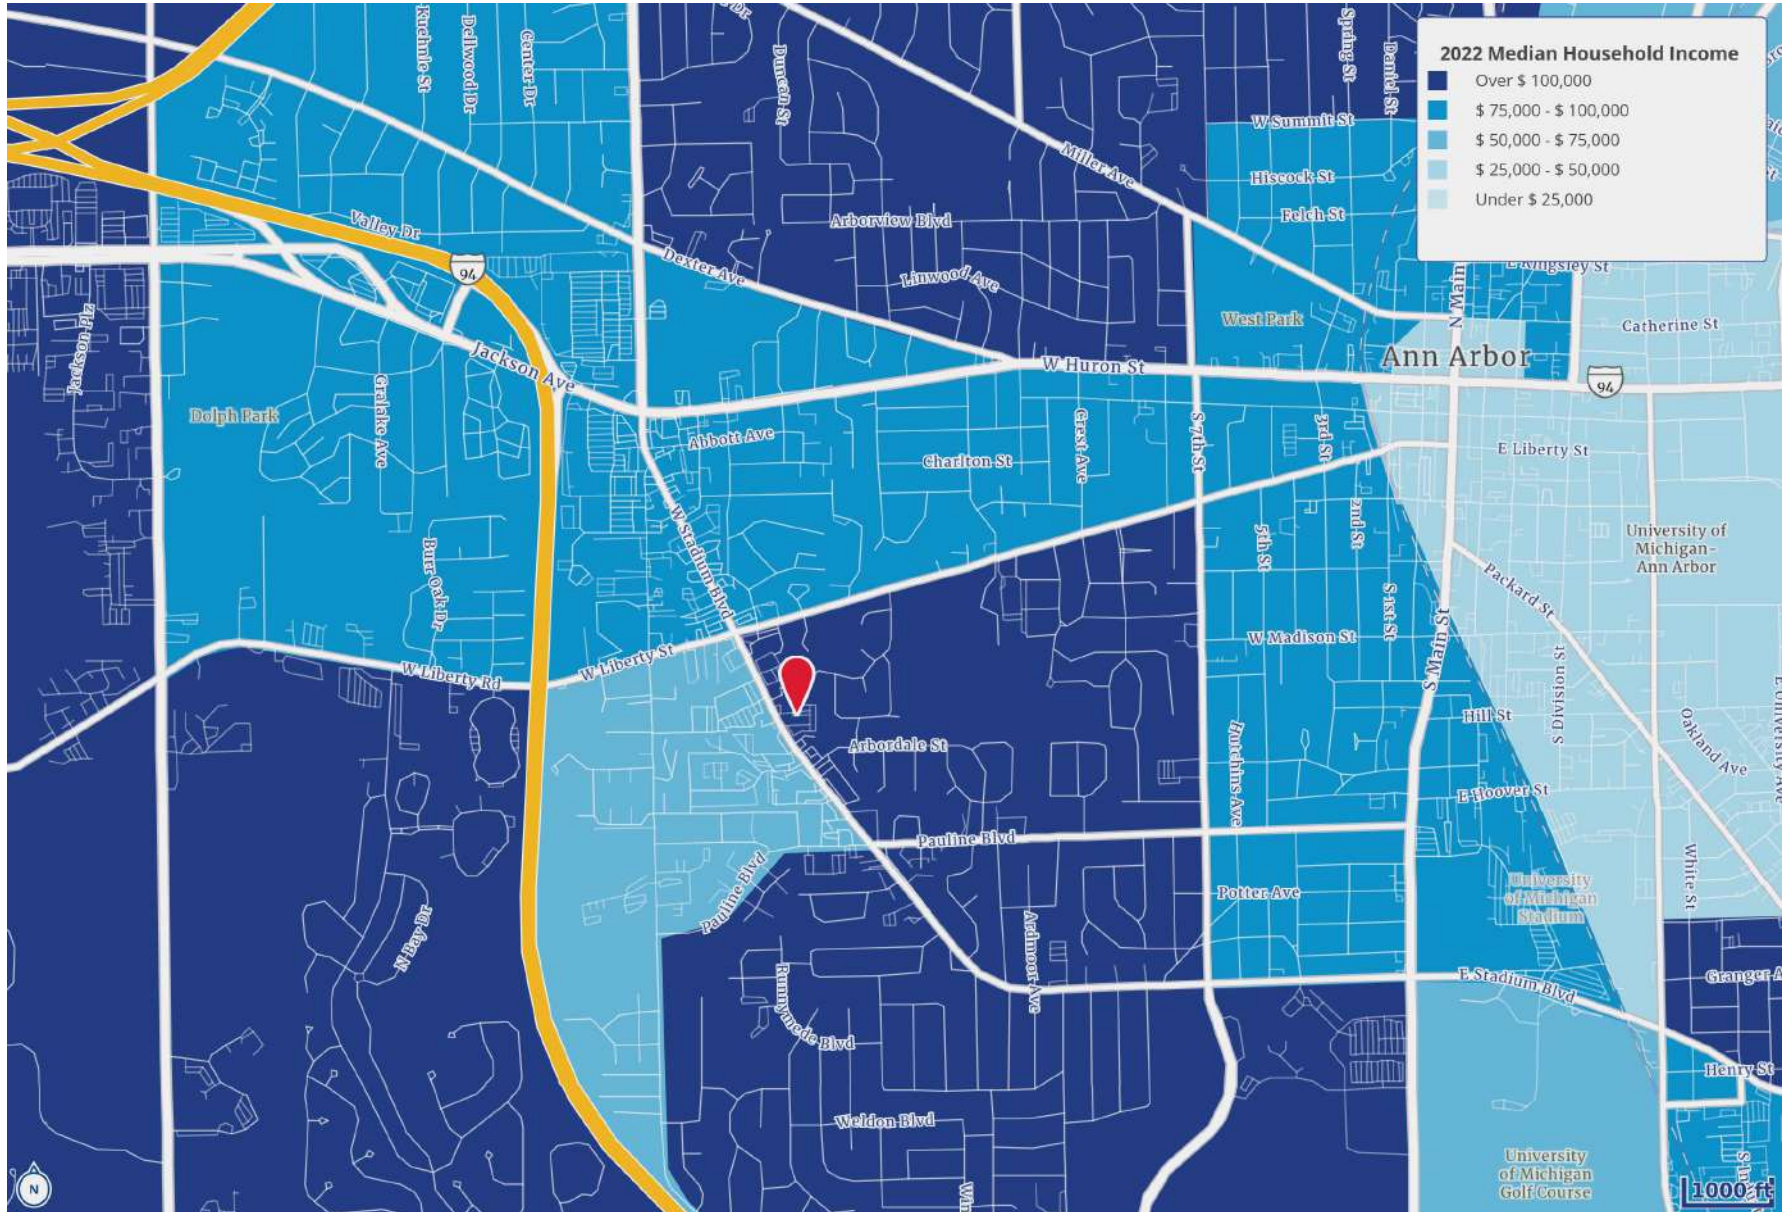 2022 Median Household Income
Over $ 100,000
$ 75,000 - $ 100,000
$ 50,000 - $ 75,000
$ 25,000 - $ 50,000
Under $ 25,000
Kuehnle St
Dellwood Dr
Center Dr
Duncan St
Dr
Spring St
Daniel St
W Summit St
Miller Ave
Hiscock St
Felch St
Valley Dr
94
Arborview Blvd
Dexter Ave
Linwood Ave
E Kingsley St
N Main
West Park
Catherine St
Jackson Plz
Jackson Ave
W Huron St
Ann Arbor
94
Gralake Ave
Dolph Park
Abbott Ave
Charlton St
Crest Ave
S 7th St
3rd St
E Liberty St
W Stadium Blvd
5th St
2nd St
University of
Michigan-
Ann Arbor
Burr Oak Dr
Packard St
S 1st St
W Madison St
S Main St
W Liberty St
W Liberty Rd
S Division St
E University Ave
Hill St
Oakland Ave
Arbordale St
Hutchins Ave
E Hoover St
Pauline Blvd
Pauline Blvd
White St
Potter Ave
University
of Michigan
Stadium
N Bay Dr
Ardmoor Ave
Runnymede Blvd
E Stadium Blvd
Granger A
Henry St
Weldon Blvd
University
of Michigan
Golf Course
N
1000 ft